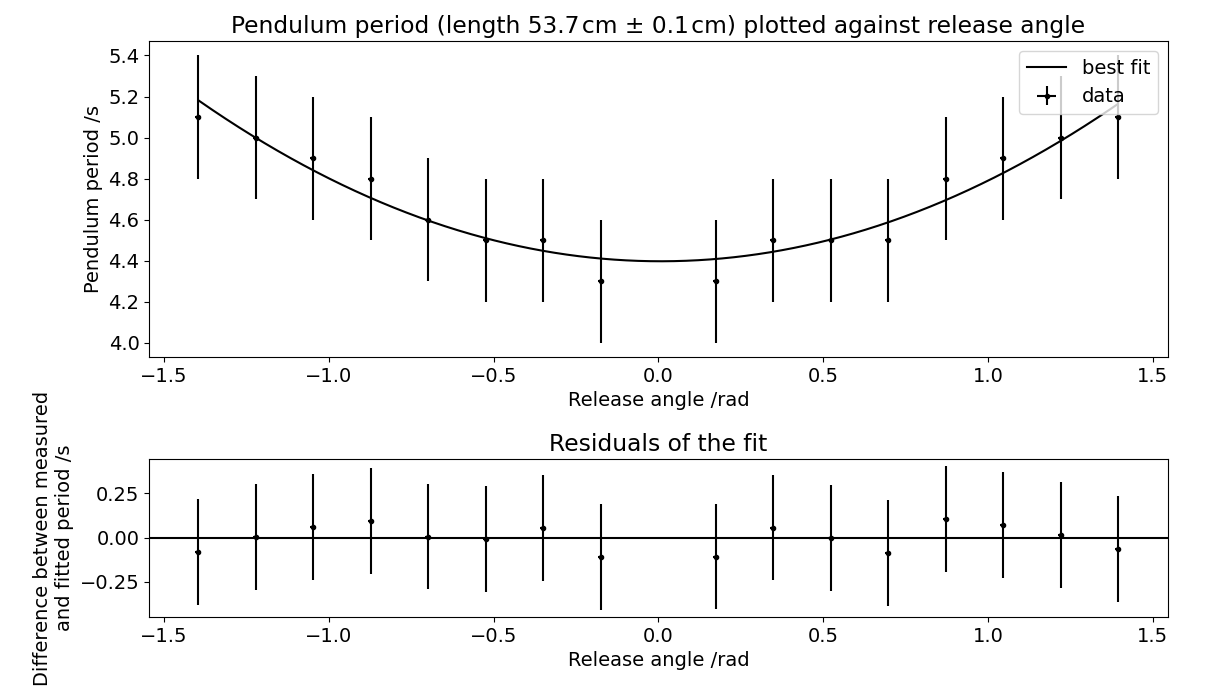 Pendulum period (length 53.7 cm ± 0.1 cm) plotted against release angle
Pendulum period /s
5.4
5.2
5.0
4.8
4.6
4.4
4.2
4.0
best fit
data
−1.5 −1.0 −0.5 0.0 0.5 1.0 1.5
Release angle /rad
Residuals of the fit
Difference between measured
and fitted period /s
0.25
0.00
−0.25
−1.5 −1.0 −0.5 0.0 0.5 1.0 1.5
Release angle /rad